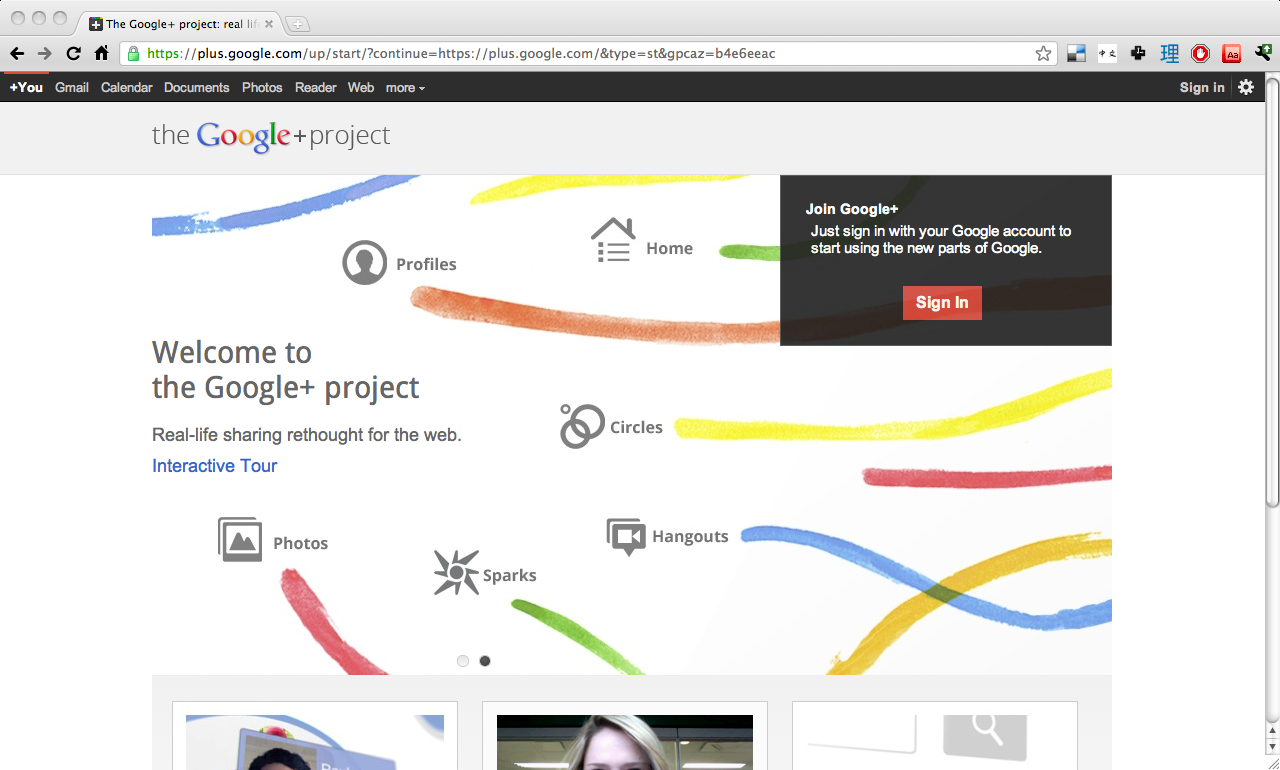 The Google+ project: real life
https://plus.google.com/up/start/?continue=https://plus.google.com/&type=st&gpcaz=b4e6eeac
理
Aa
+You Gmail Calendar Documents Photos Reader Web more Sign in
the Google+project
Join Google+
Just sign in with your Google account to
start using the new parts of Google.
Home
Profiles
Sign In
Welcome to
the Google+ project
Circles
Real-life sharing rethought for the web.
Interactive Tour
Hangouts
Photos
Sparks